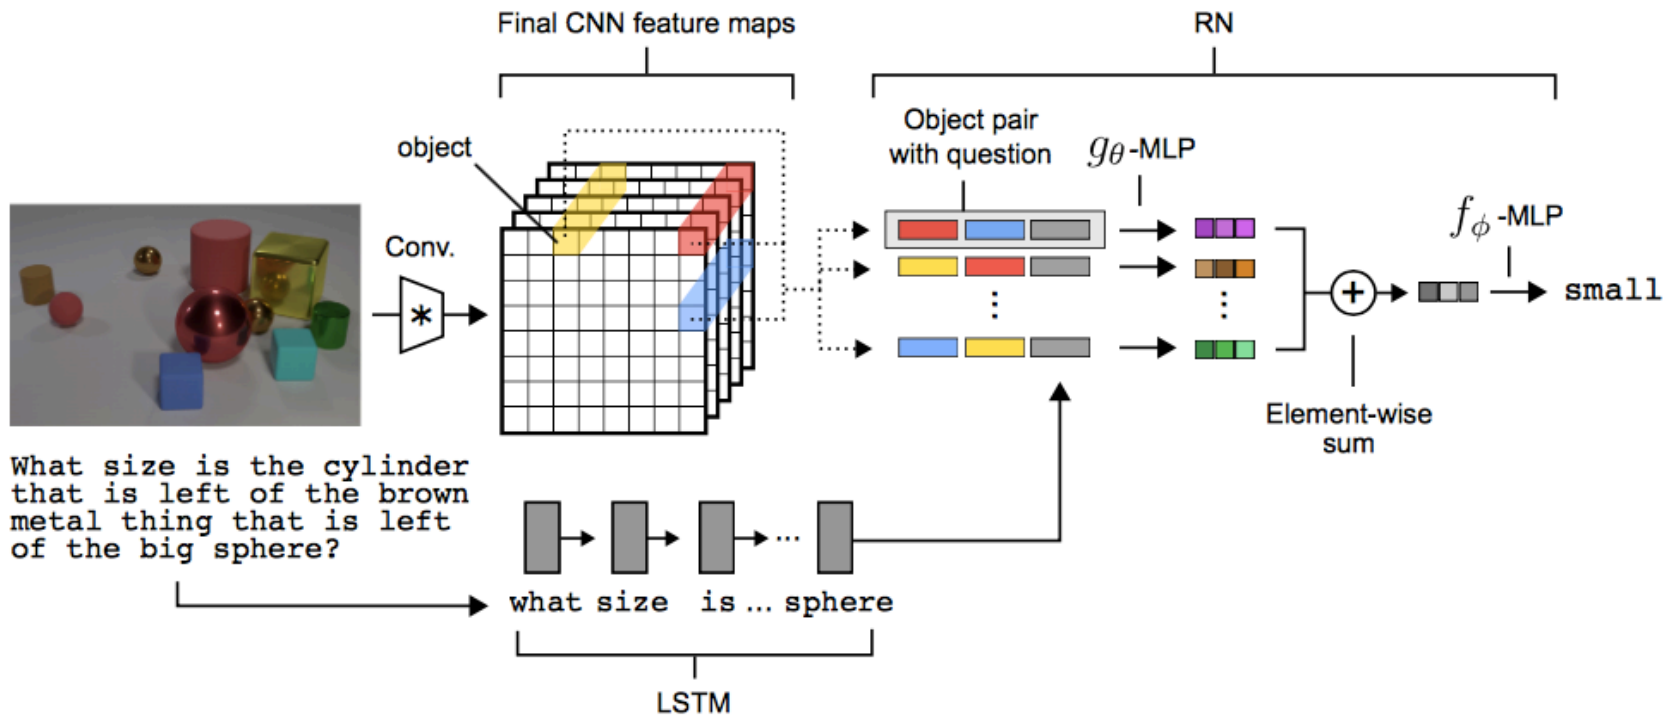 Final CNN feature maps
RN
object
Object pair
with question
gθ-MLP
fϕ-MLP
Conv.
*
+
small
Element-wise
sum
What size is the cylinder
that is left of the brown
metal thing that is left
of the big sphere?
...
what size is ... sphere
LSTM